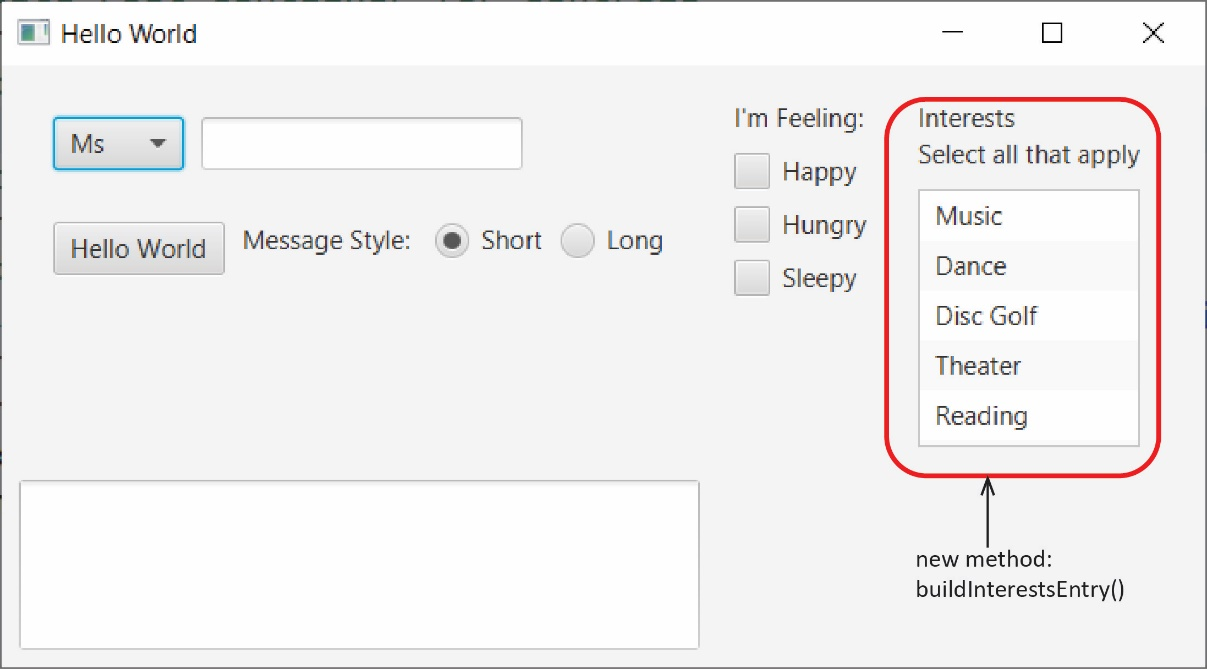 Hello World
Ms
Hello World
Message Style:
Short
Long
I'm Feeling:
Happy
Hungry
Sleepy
Interests
Select all that apply
Music
Dance
Disc Golf
Theater
Reading
new method:
buildInterestsEntry()